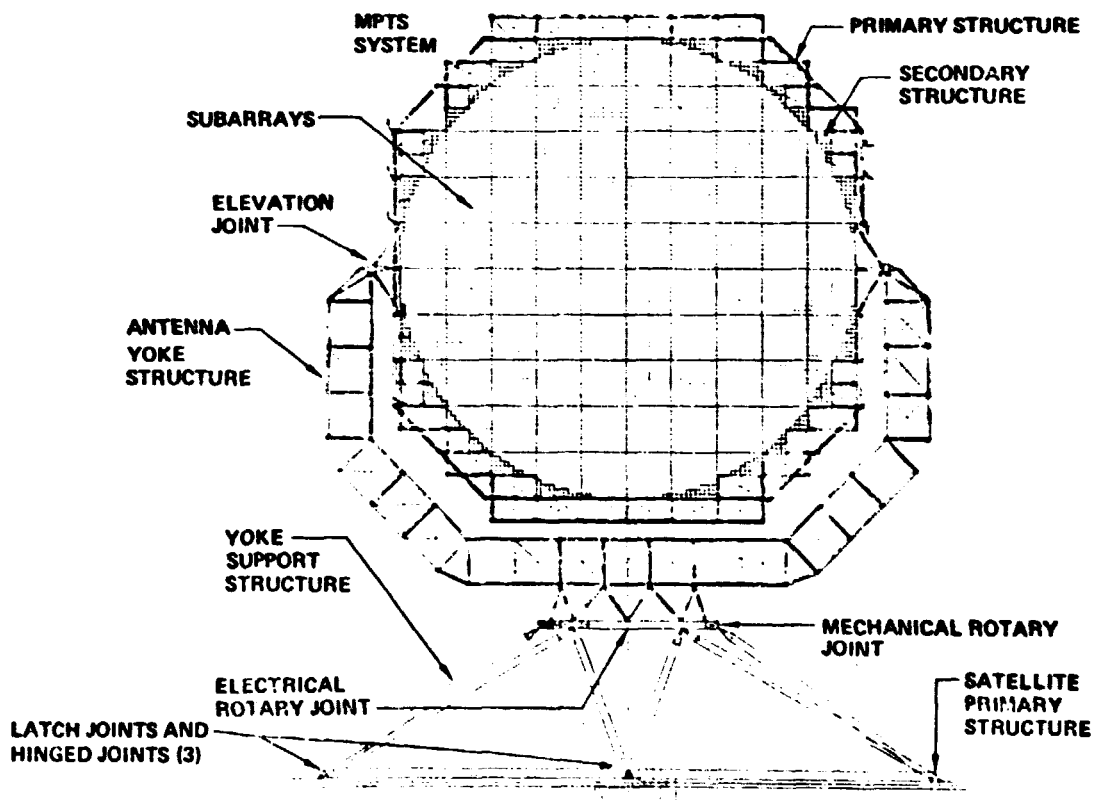 MPTS
SYSTEM
PRIMARY STRUCTURE
SECONDARY
STRUCTURE
SUBARRAYS
ELEVATION
JOINT
ANTENNA
YOKE
STRUCTURE
YOKE
SUPPORT
STRUCTURE
MECHANICAL ROTARY
JOINT
ELECTRICAL
ROTARY JOINT
SATELLITE
PRIMARY
STRUCTURE
LATCH JOINTS AND
HINGED JOINTS (3)